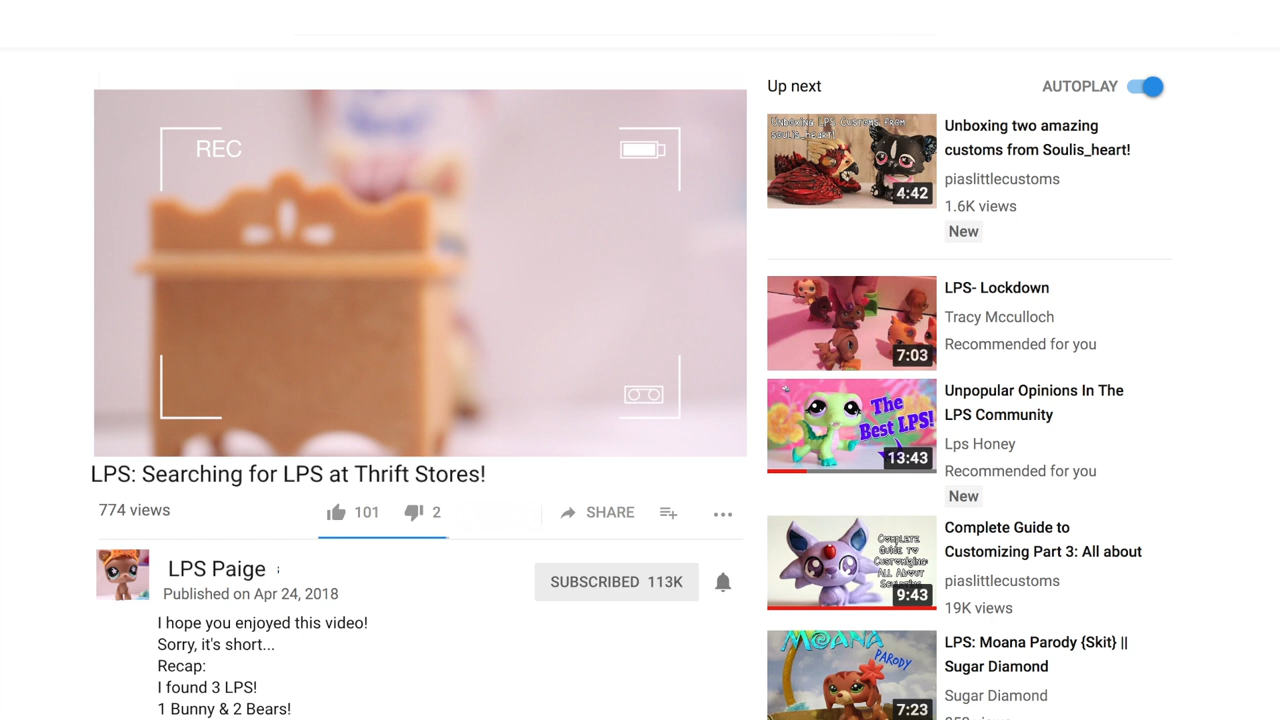 REC
LPS: Searching for LPS at Thrift Stores!
774 views
101
2
SHARE
LPS Paige
Published on Apr 24, 2018
SUBSCRIBED 113K
I hope you enjoyed this video!
Sorry, it's short...
Recap:
I found 3 LPS!
1 Bunny & 2 Bears!
Up next
AUTOPLAY
Unboxing LPS Customs from
soulis_heart!
4:42
Unboxing two amazing
customs from Soulis_heart!
piaslittlecustoms
1.6K views
New
7:03
LPS- Lockdown
Tracy Mcculloch
Recommended for you
The
Best LPS!
13:43
Unpopular Opinions In The
LPS Community
Lps Honey
Recommended for you
New
Complete
Guide to
Customizing:
All About
9:43
Complete Guide to
Customizing Part 3: All about
piaslittlecustoms
19K views
MOANA
PARODY
7:23
LPS: Moana Parody {Skit} ||
Sugar Diamond
Sugar Diamond